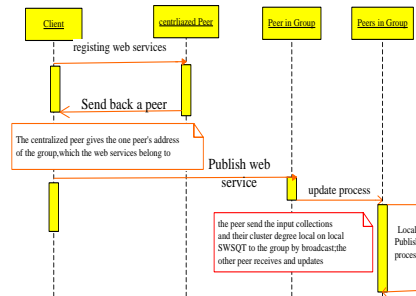 Client
centrliazed Peer
Peer in Group
Peers in Group
registing web services
Send back a peer
The centralized peer gives the one peer's address
of the group,which the web services belong to
Publish web
service
update process
the peer send the input collections
and their cluster degree local on local
SWSQT to the group by broadcast;the
other peer receives and updates
Local
Publish
process